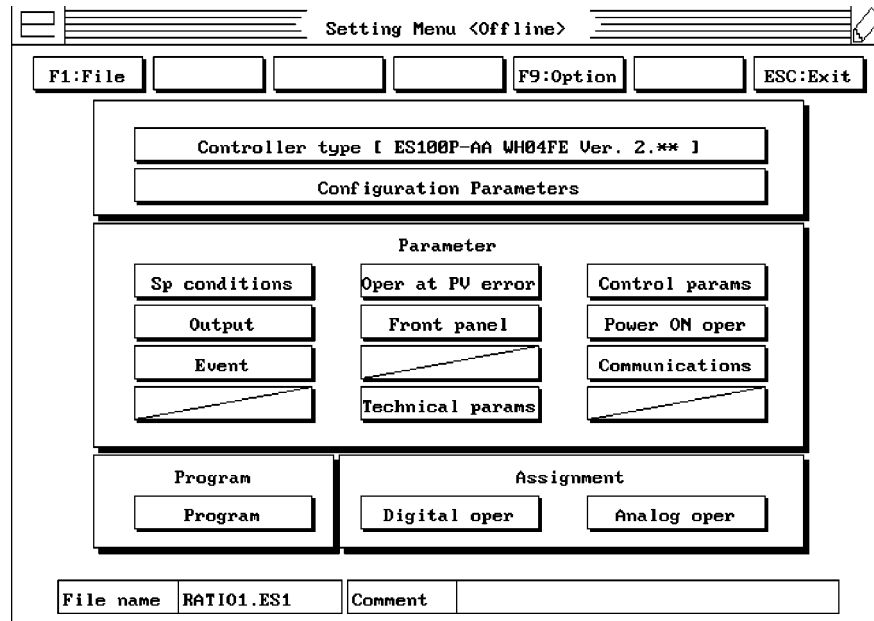 Setting Menu <Offline>
F1:File F9:Option ESC:Exit
Controller type [ ES100P-AA WH04FE Ver. 2.** ]
Configuration Parameters
Parameter
Sp conditions Oper at PV error Control params
Output Front panel Power ON oper
Event Communications
Technical params
Program Assignment
Program Digital oper Analog oper
File name RATIO1.ES1 Comment